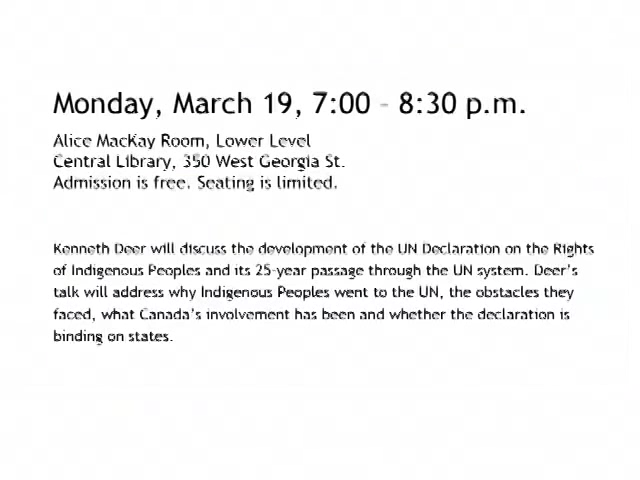 Monday, March 19, 7:00 – 8:30 p.m.
Alice MacKay Room, Lower Level
Central Library, 350 West Georgia St.
Admission is free. Seating is limited.
Kenneth Deer will discuss the development of the UN Declaration on the Rights
of Indigenous Peoples and its 25-year passage through the UN system. Deer's
talk will address why Indigenous Peoples went to the UN, the obstacles they
faced, what Canada's involvement has been and whether the declaration is
binding on states.